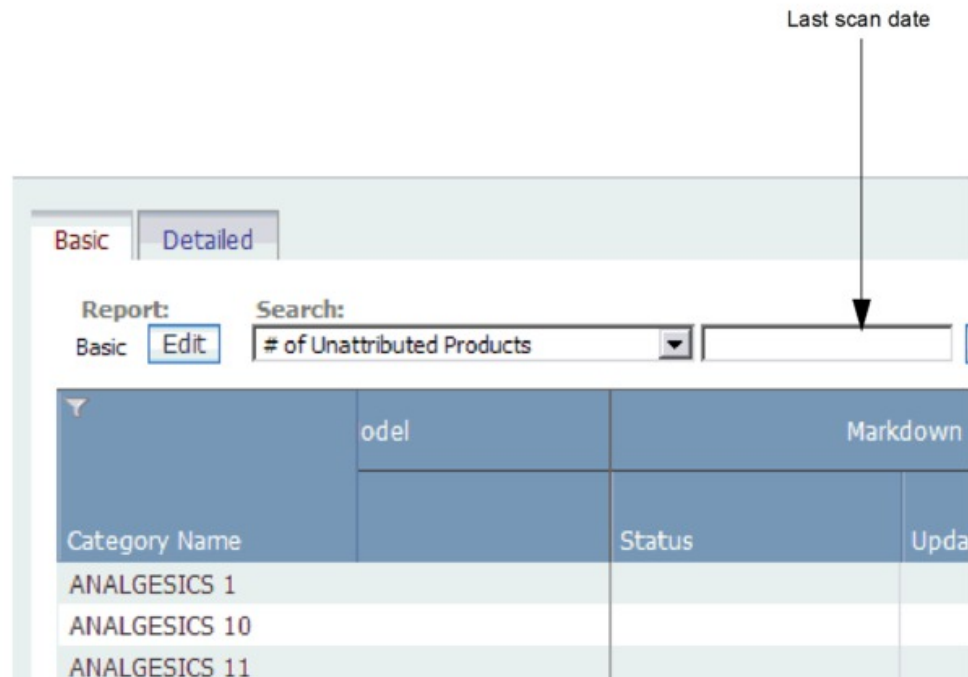 Last scan date
Basic Detailed
Report: Search:
Basic Edit # of Unattributed Products
odel Markdown
Category Name Status Upda
ANALGESICS 1
ANALGESICS 10
ANALGESICS 11